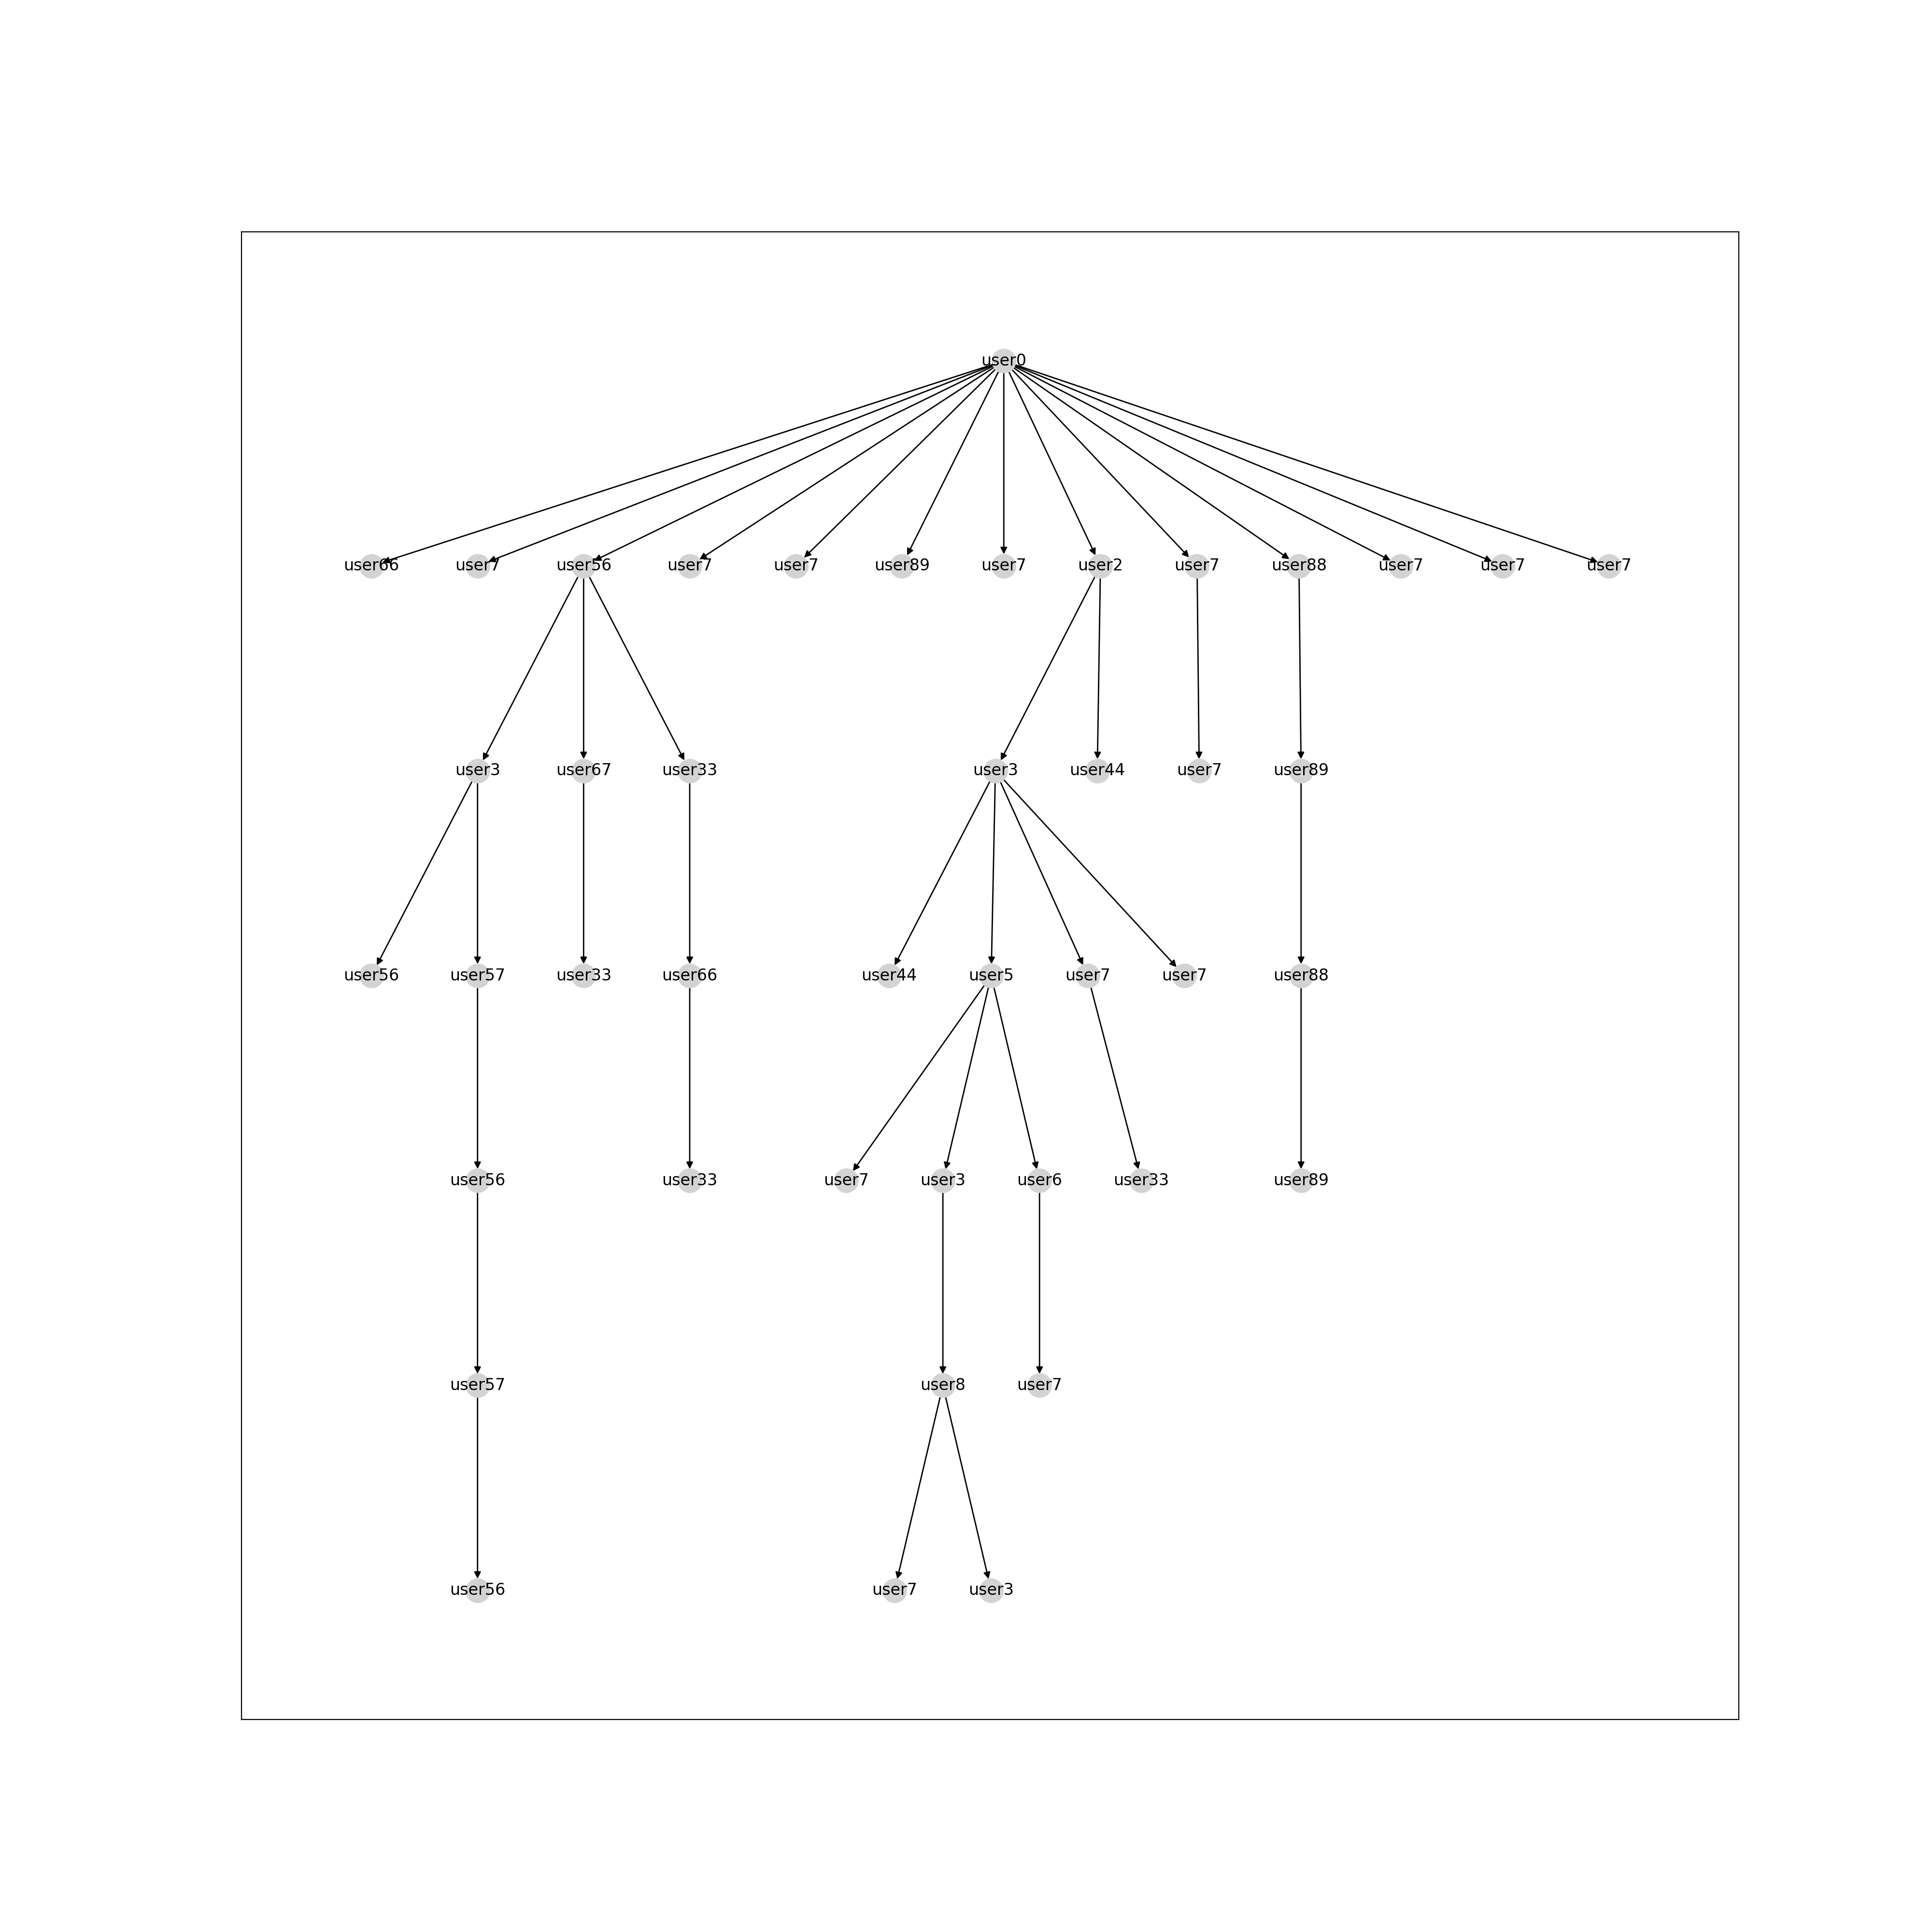 user0
user66 user7 user56 user7 user7 user89 user7 user2 user7 user88 user7 user7 user7
user3 user67 user33 user3 user44 user7 user89
user56 user57 user33 user66 user44 user5 user7 user7 user88
user56 user33 user7 user3 user6 user33 user89
user57 user8 user7
user56 user7 user3